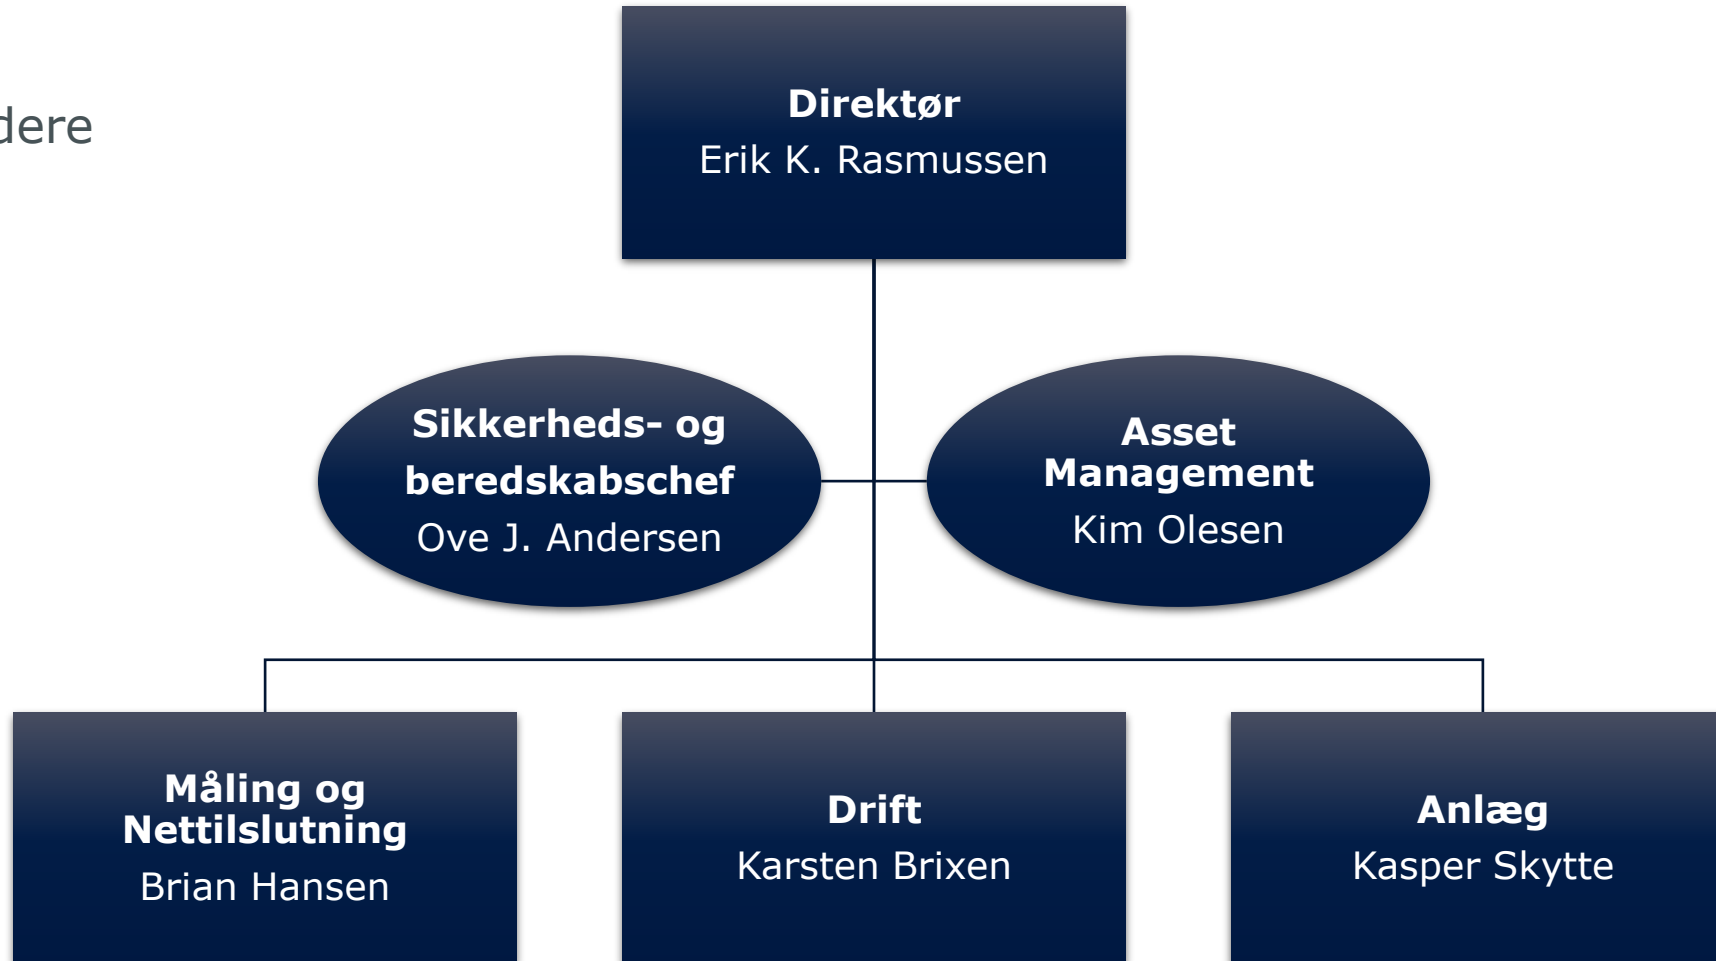 Direktør
Erik K. Rasmussen
Sikkerheds– og
beredskabschef
Ove J. Andersen
Asset
Management
Kim Olesen
Måling og
Nettilslutning
Brian Hansen
Drift
Karsten Brixen
Anlæg
Kasper Skytte